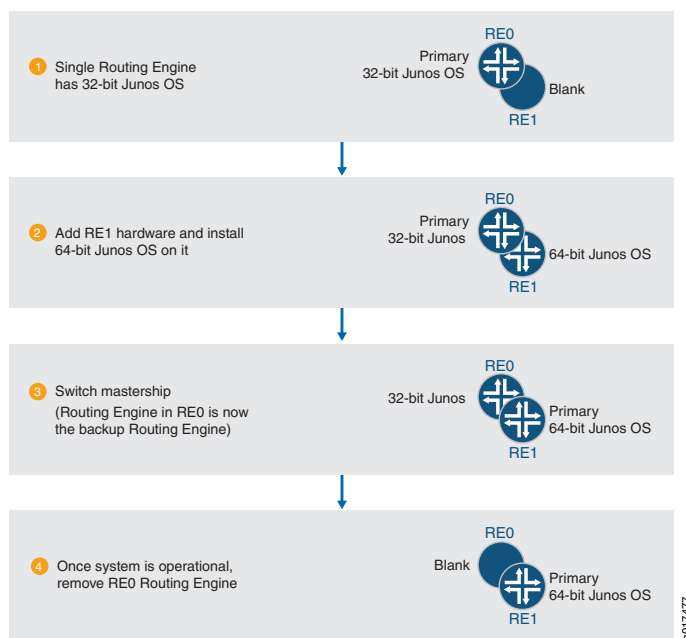 1 Single Routing Engine
has 32-bit Junos OS
RE0
Primary
32-bit Junos OS
Blank
RE1
2 Add RE1 hardware and install
64-bit Junos OS on it
RE0
Primary
32-bit Junos
64-bit Junos OS
RE1
3 Switch mastership
(Routing Engine in RE0 is now
the backup Routing Engine)
RE0
32-bit Junos
Primary
64-bit Junos OS
RE1
4 Once system is operational,
remove RE0 Routing Engine
RE0
Blank
Primary
64-bit Junos OS
RE1